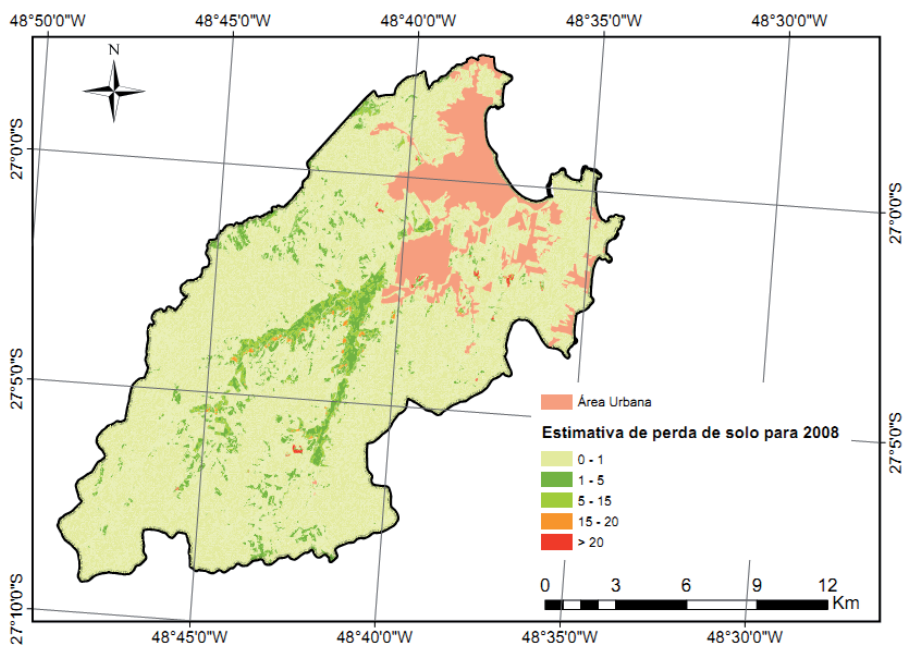 48°50'0"W 48°45'0"W 48°40'0"W 48°35'0"W 48°30'0"W
N
27°0'0"S
27°0'0"S
27°50'0"S
27°50'0"S
27°10'0"S
Área Urbana
Estimativa de perda de solo para 2008
0 - 1
1 - 5
5 - 15
15 - 20
> 20
0 3 6 9 12
Km
48°45'0"W 48°40'0"W 48°35'0"W 48°30'0"W